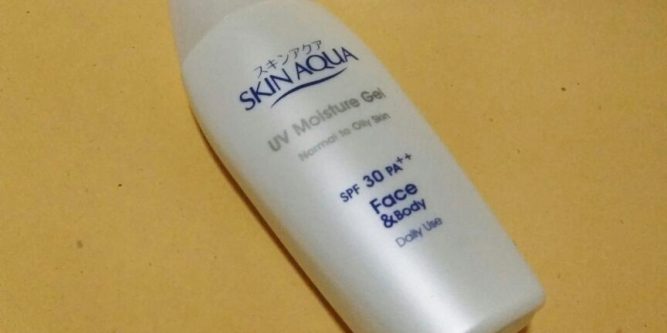 スキンアクア
SKIN AQUA
UV Moisture Gel
Normal to Oily Skin
SPF 30 PA++
Face
&Body
Daily Use